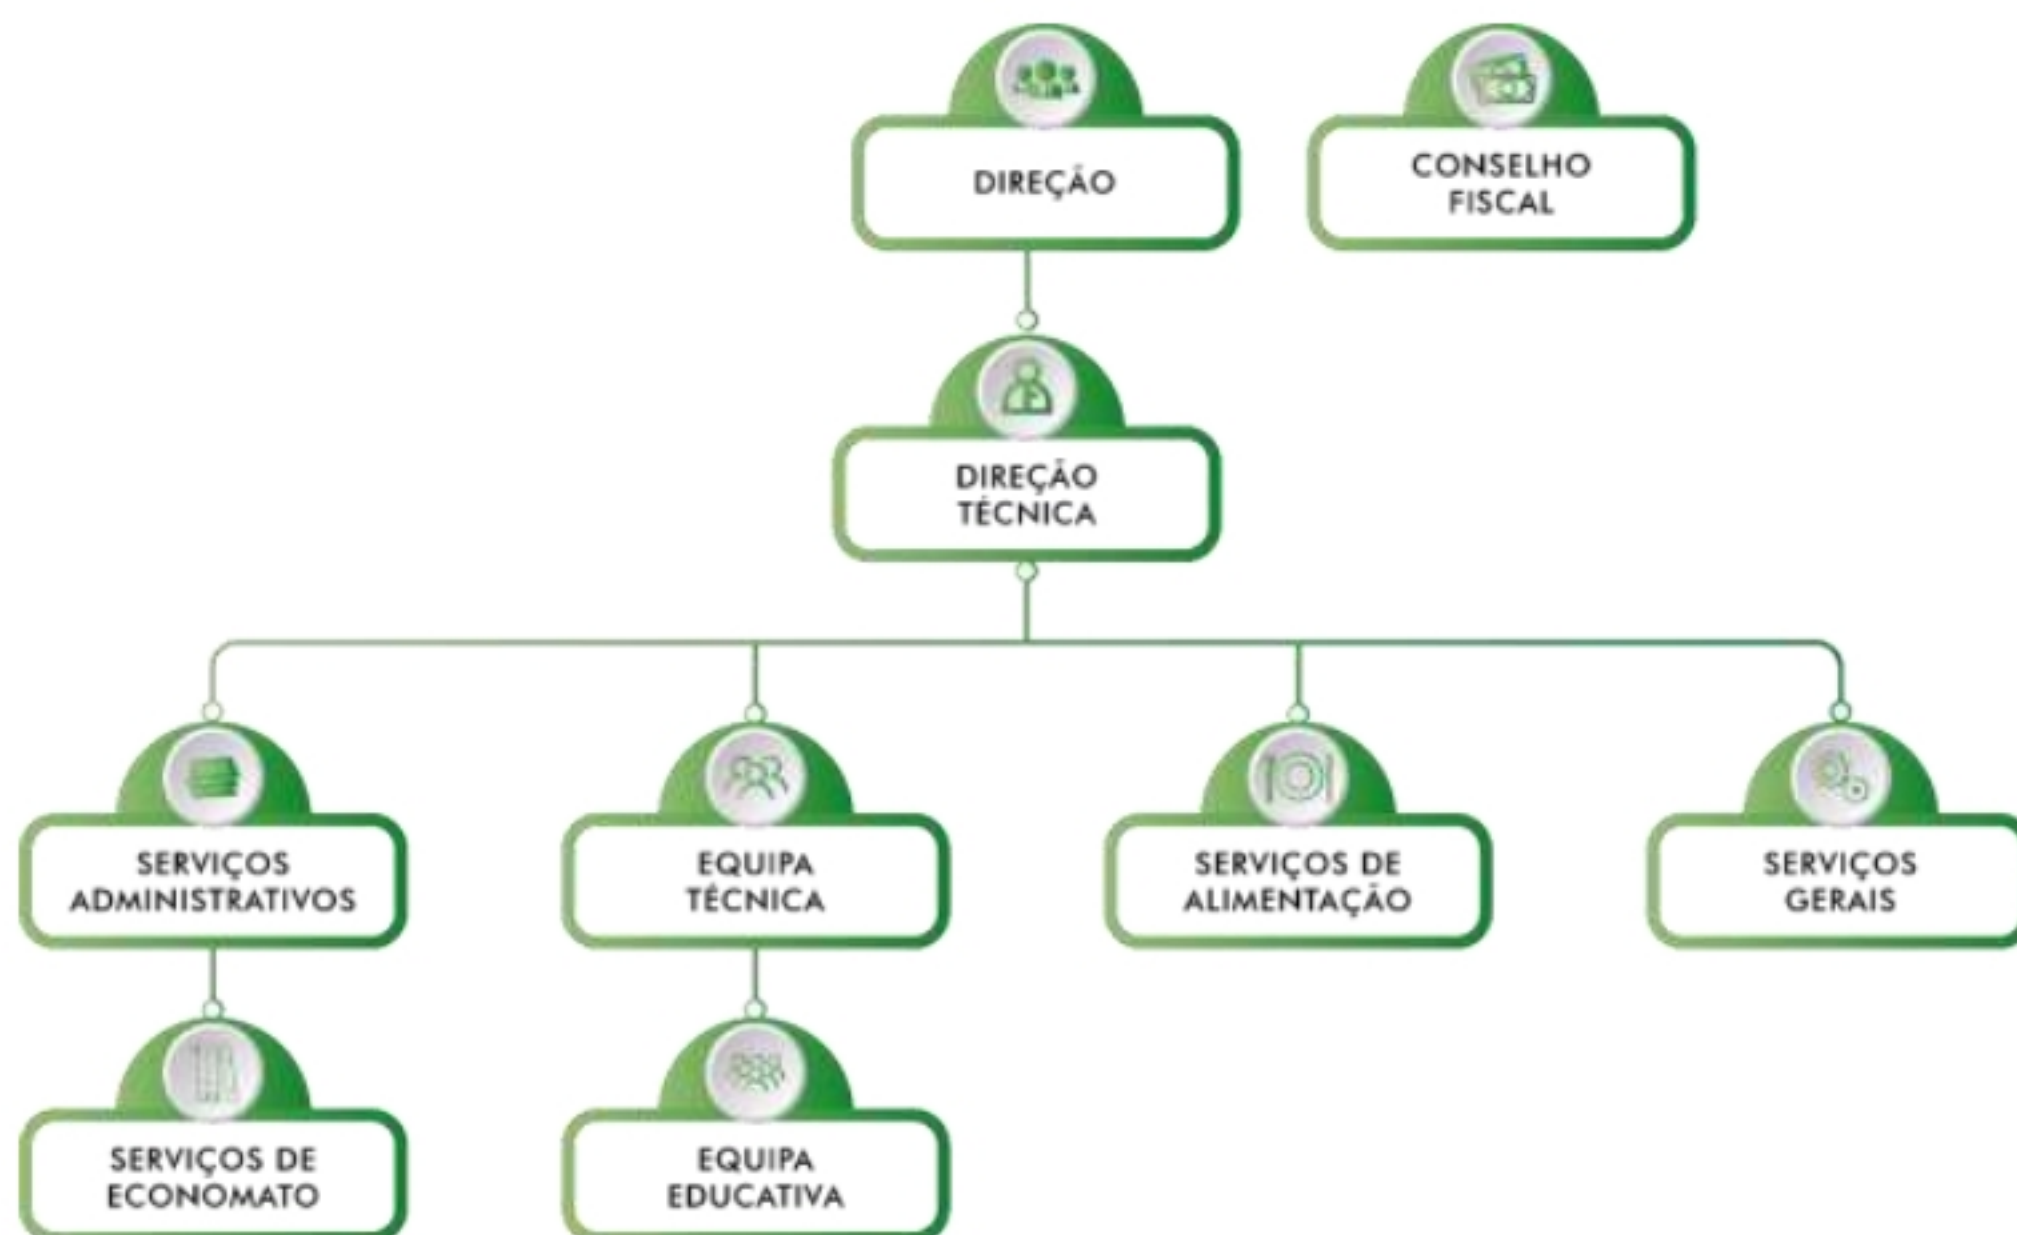 DIREÇÃO
CONSELHO
FISCAL
DIREÇÃO
TÉCNICA
SERVIÇOS
ADMINISTRATIVOS
EQUIPA
TÉCNICA
SERVIÇOS DE
ALIMENTAÇÃO
SERVIÇOS
GERAIS
SERVIÇOS DE
ECONOMATO
EQUIPA
EDUCATIVA